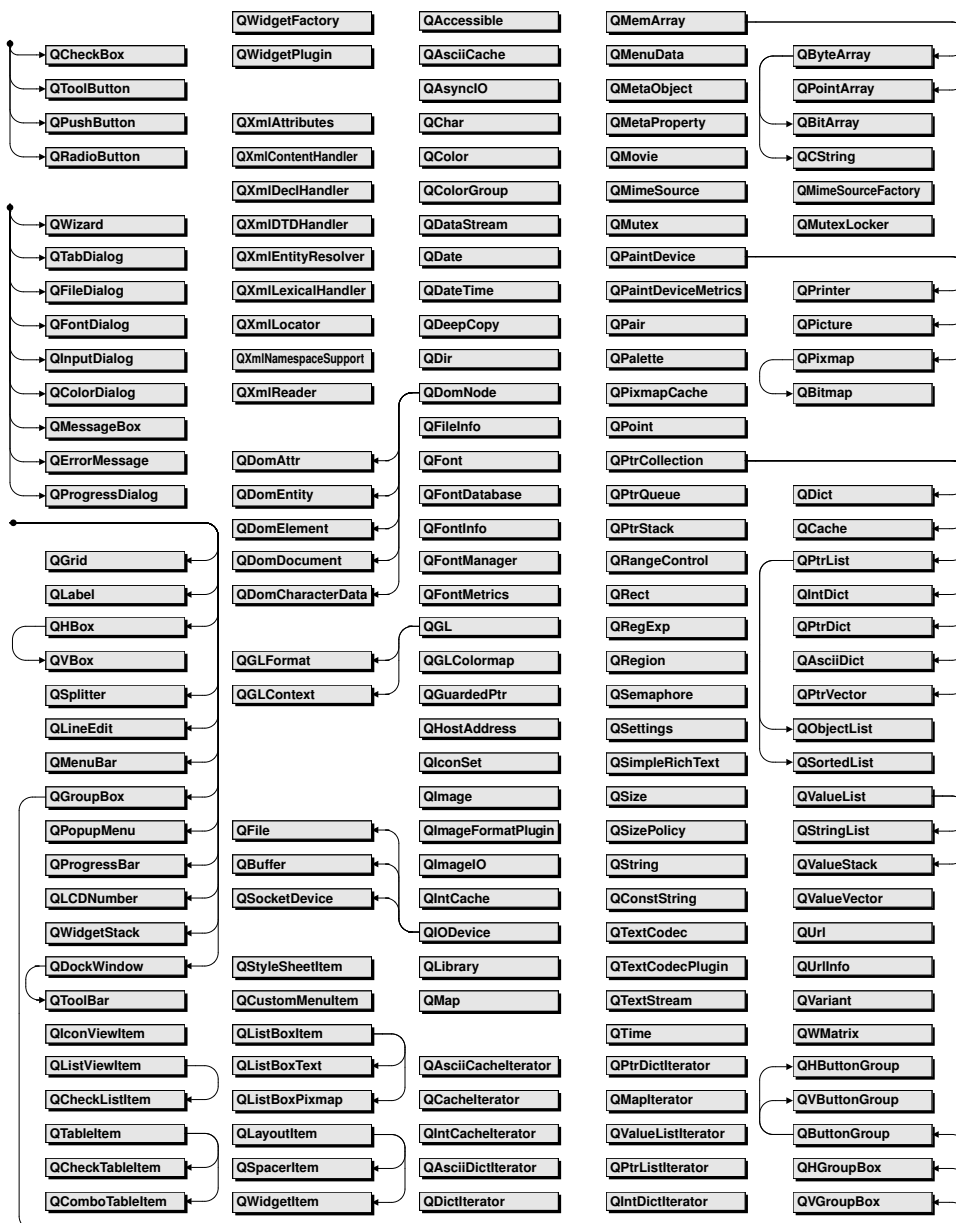 QWidgetFactory
QAccessible
QMemArray
QCheckBox
QWidgetPlugin
QAsciiCache
QMenuData
QByteArray
QToolButton
QAsyncIO
QMetaObject
QPointArray
QPushButton
QXmlAttributes
QChar
QMetaProperty
QBitArray
QRadioButton
QXmlContentHandler
QColor
QMovie
QCString
QXmlDeclHandler
QColorGroup
QMimeSource
QMimeSourceFactory
QWizard
QXmlDTDHandler
QDataStream
QMutex
QMutexLocker
QTabDialog
QXmlEntityResolver
QDate
QPaintDevice
QFileDialog
QXmlLexicalHandler
QDateTime
QPaintDeviceMetrics
QPrinter
QFontDialog
QXmlLocator
QDeepCopy
QPair
QPicture
QInputDialog
QXmlNamespaceSupport
QDir
QPalette
QPixmap
QColorDialog
QXmlReader
QDomNode
QPixmapCache
QBitmap
QMessageBox
QFileInfo
QPoint
QErrorMessage
QDomAttr
QFont
QPtrCollection
QProgressDialog
QDomEntity
QFontDatabase
QPtrQueue
QDict
QDomElement
QFontInfo
QPtrStack
QCache
QGrid
QDomDocument
QFontManager
QRangeControl
QPtrList
QLabel
QDomCharacterData
QFontMetrics
QRect
QIntDict
QHBox
QGL
QRegExp
QPtrDict
QVBox
QGLFormat
QGLColormap
QRegion
QAsciiDict
QSplitter
QGLContext
QGuardedPtr
QSemaphore
QPtrVector
QLineEdit
QHostAddress
QSettings
QObjectList
QMenuBar
QIconSet
QSimpleRichText
QSortedList
QGroupBox
QImage
QSize
QValueList
QPopupMenu
QFile
QImageFormatPlugin
QSizePolicy
QStringList
QProgressBar
QBuffer
QImageIO
QString
QValueStack
QLCDNumber
QSocketDevice
QIntCache
QConstString
QValueVector
QWidgetStack
QIODevice
QTextCodec
QUrl
QDockWindow
QStyleSheetItem
QLibrary
QTextCodecPlugin
QUrlInfo
QToolBar
QCustomMenuItem
QMap
QTextStream
QVariant
QIconViewItem
QListBoxItem
QTime
QWMatrix
QListViewItem
QListBoxText
QAsciiCacheIterator
QPtrDictIterator
QHButtonGroup
QCheckListItem
QListBoxPixmap
QCacheIterator
QMapIterator
QVButtonGroup
QTableItem
QLayoutItem
QIntCacheIterator
QValueListIterator
QButtonGroup
QCheckTableItem
QSpacerItem
QAsciiDictIterator
QPtrListIterator
QHGroupBox
QComboTableItem
QWidgetItem
QDictIterator
QIntDictIterator
QVGroupBox